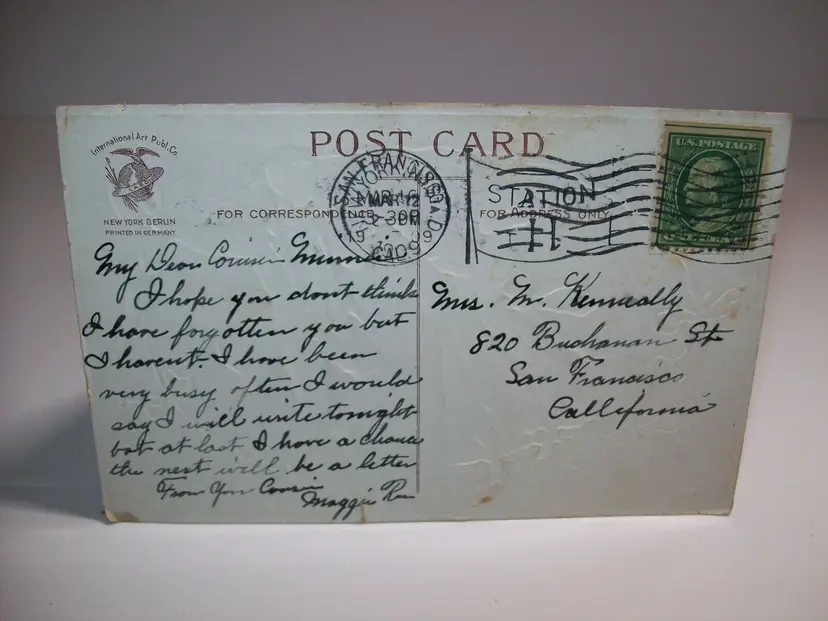 International Art Publ. Co.
NEW YORK BERLIN
PRINTED IN GERMANY
POST CARD
FOR CORRESPONDENCE
FOR ADDRESS ONLY
SAN FRANCISCO
MAR 12
5-30P
1909
STATION
H
U.S. POSTAGE
My Dear Cousin
I hope you dont think
I have forgotten you but
I havent. I have been
very busy often I would
say I will write tonight
but at last I have a chance
the next will be a letter
From Your Cousin
Maggie
Mrs. M. Kenneally
820 Buchanan St
San Francisco
California